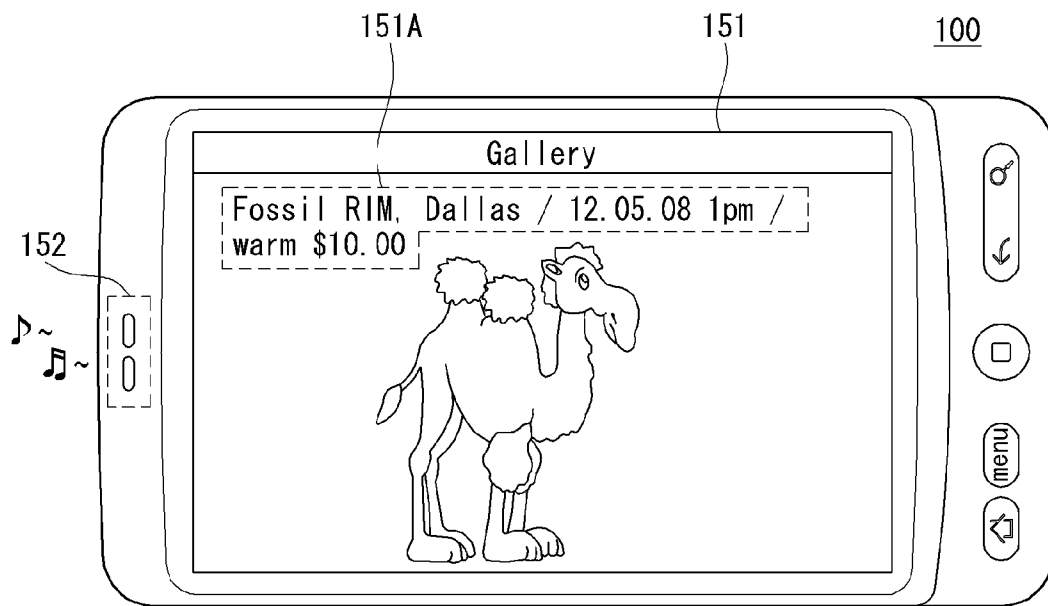 151A
151
100
Gallery
Fossil RIM, Dallas / 12.05.08 1pm /
warm $10.00
152
menu